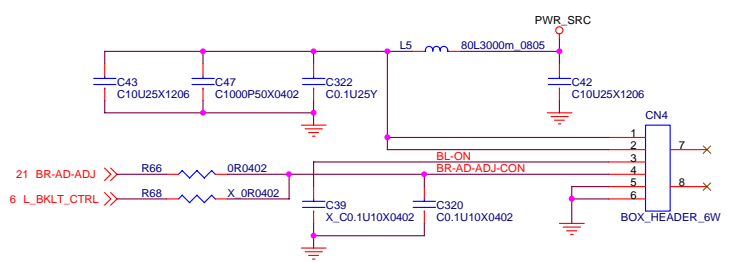 PWR_SRC
L5 80L3000m_0805
C43
C10U25X1206
C47
C1000P50X0402
C322
C0.1U25Y
C42
C10U25X1206
CN4
1
2
3
4
5
6
7
8
BOX_HEADER_6W
BL-ON
BR-AD-ADJ-CON
21 BR-AD-ADJ R66 0R0402
6 L_BKLT_CTRL R68 X_0R0402
C39
X_C0.1U10X0402
C320
C0.1U10X0402